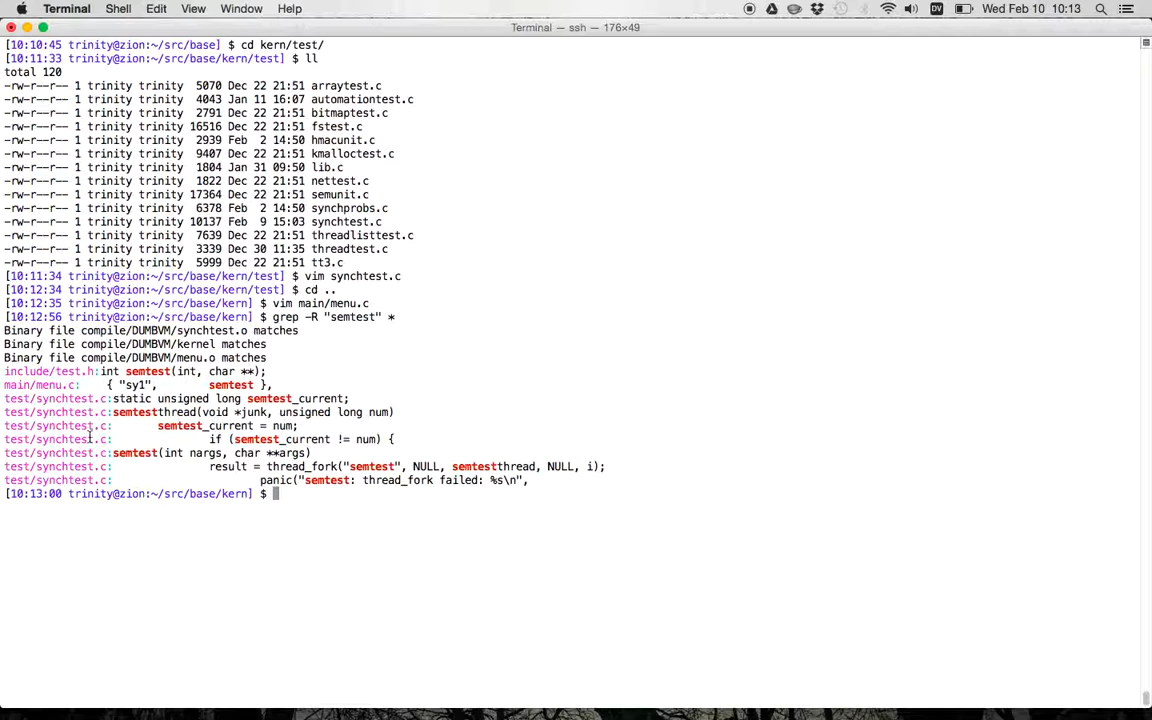 Terminal Shell Edit View Window Help DV Wed Feb 10 10:13
Terminal — ssh — 176×49
[10:10:45 trinity@zion:~/src/base] $ cd kern/test/
[10:11:33 trinity@zion:~/src/base/kern/test] $ ll
total 120
-rw-r--r-- 1 trinity trinity  5070 Dec 22 21:51 arraytest.c
-rw-r--r-- 1 trinity trinity  4043 Jan 11 16:07 automationtest.c
-rw-r--r-- 1 trinity trinity  2791 Dec 22 21:51 bitmaptest.c
-rw-r--r-- 1 trinity trinity 16516 Dec 22 21:51 fstest.c
-rw-r--r-- 1 trinity trinity  2939 Feb  2 14:50 hmacunit.c
-rw-r--r-- 1 trinity trinity  9407 Dec 22 21:51 kmalloctest.c
-rw-r--r-- 1 trinity trinity  1804 Jan 31 09:50 lib.c
-rw-r--r-- 1 trinity trinity  1822 Dec 22 21:51 nettest.c
-rw-r--r-- 1 trinity trinity 17364 Dec 22 21:51 semunit.c
-rw-r--r-- 1 trinity trinity  6378 Feb  2 14:50 synchprobs.c
-rw-r--r-- 1 trinity trinity 10137 Feb  9 15:03 synchtest.c
-rw-r--r-- 1 trinity trinity  7639 Dec 22 21:51 threadlisttest.c
-rw-r--r-- 1 trinity trinity  3339 Dec 30 11:35 threadtest.c
-rw-r--r-- 1 trinity trinity  5999 Dec 22 21:51 tt3.c
[10:11:34 trinity@zion:~/src/base/kern/test] $ vim synchtest.c
[10:12:34 trinity@zion:~/src/base/kern/test] $ cd ..
[10:12:35 trinity@zion:~/src/base/kern] $ vim main/menu.c
[10:12:56 trinity@zion:~/src/base/kern] $ grep -R "semtest" *
Binary file compile/DUMBVM/synchtest.o matches
Binary file compile/DUMBVM/kernel matches
Binary file compile/DUMBVM/menu.o matches
include/test.h:int semtest(int, char **);
main/menu.c:    { "sy1",        semtest },
test/synchtest.c:static unsigned long semtest_current;
test/synchtest.c:semtestthread(void *junk, unsigned long num)
test/synchtest.c:       semtest_current = num;
test/synchtest.c:               if (semtest_current != num) {
test/synchtest.c:semtest(int nargs, char **args)
test/synchtest.c:               result = thread_fork("semtest", NULL, semtestthread, NULL, i);
test/synchtest.c:                       panic("semtest: thread_fork failed: %s\n",
[10:13:00 trinity@zion:~/src/base/kern] $